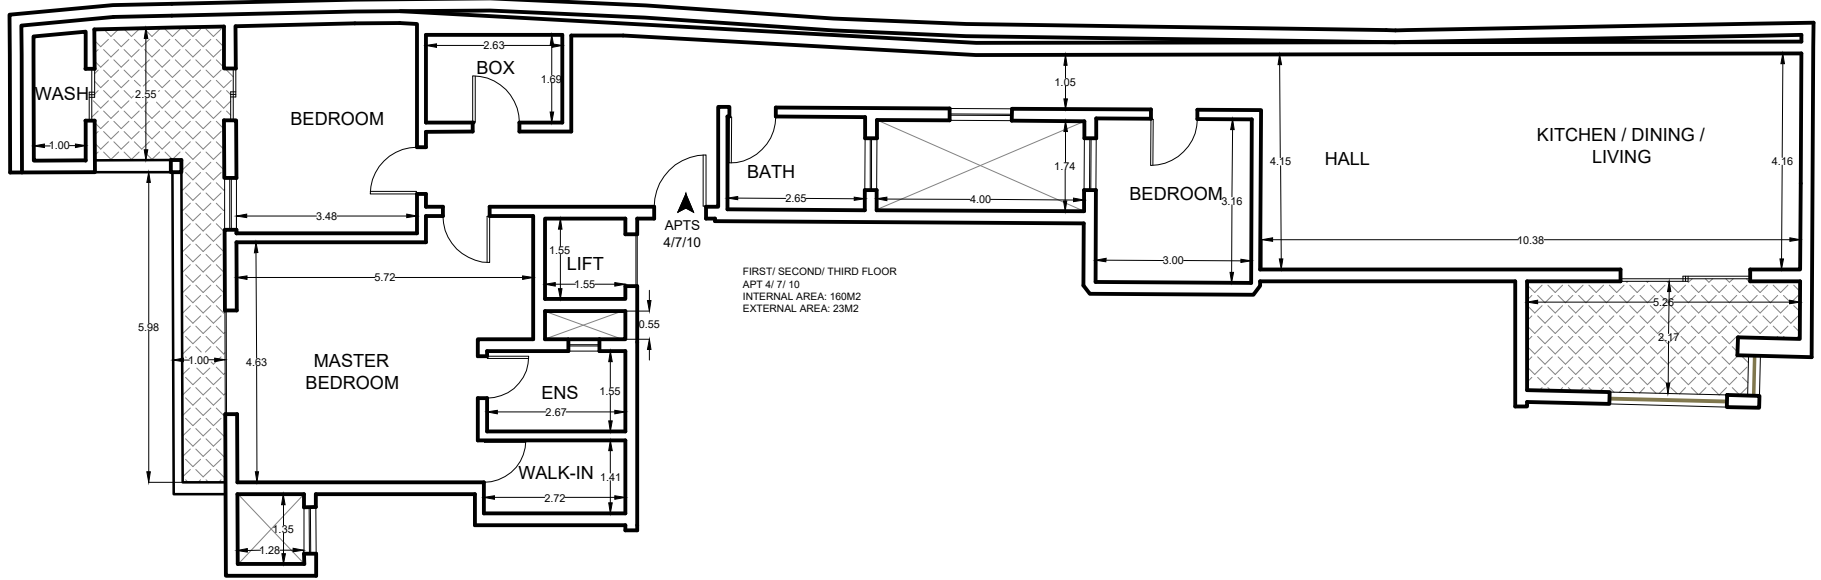 2.63
BOX
1.69
WASH
2.55
1.00
BEDROOM
3.48
1.05
BATH
2.65
1.74
4.00
BEDROOM
3.16
3.00
4.15
HALL
KITCHEN / DINING /
LIVING
4.16
10.38
APTS
4/7/10
1.55
LIFT
1.55
5.72
FIRST/ SECOND/ THIRD FLOOR
APT 4/ 7/ 10
INTERNAL AREA: 160M2
EXTERNAL AREA: 23M2
5.25
2.17
5.98
1.00
4.63
MASTER
BEDROOM
0.55
ENS
1.55
2.67
WALK-IN
1.41
2.72
1.35
1.28